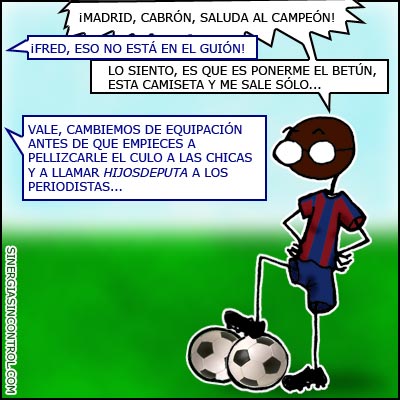 ¡MADRID, CABRÓN, SALUDA AL CAMPEÓN!
¡FRED, ESO NO ESTÁ EN EL GUIÓN!
LO SIENTO, ES QUE ES PONERME EL BETÚN,
ESTA CAMISETA Y ME SALE SÓLO...
VALE, CAMBIEMOS DE EQUIPACIÓN
ANTES DE QUE EMPIECES A
PELLIZCARLE EL CULO A LAS CHICAS
Y A LLAMAR HIJOSDEPUTA A LOS
PERIODISTAS...
SINERGIASINCONTROL.COM